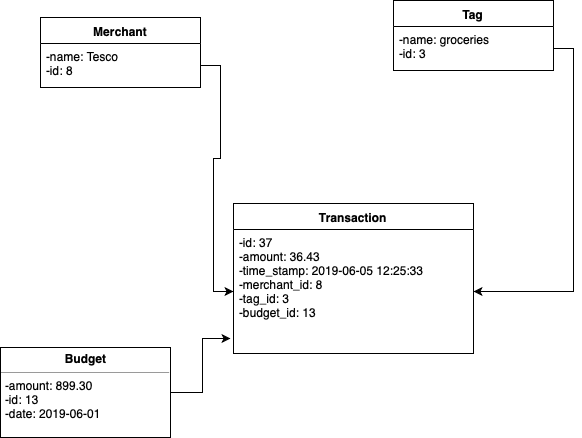 Merchant
-name: Tesco
-id: 8
Tag
-name: groceries
-id: 3
Transaction
-id: 37
-amount: 36.43
-time_stamp: 2019-06-05 12:25:33
-merchant_id: 8
-tag_id: 3
-budget_id: 13
Budget
-amount: 899.30
-id: 13
-date: 2019-06-01